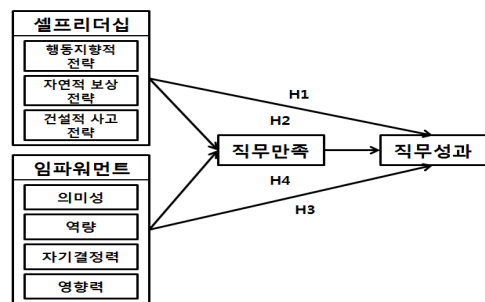 셀프리더십
행동지향적
전략
자연적 보상
전략
건설적 사고
전략
H1
H2
직무만족
직무성과
임파워먼트
의미성
역량
자기결정력
영향력
H4
H3